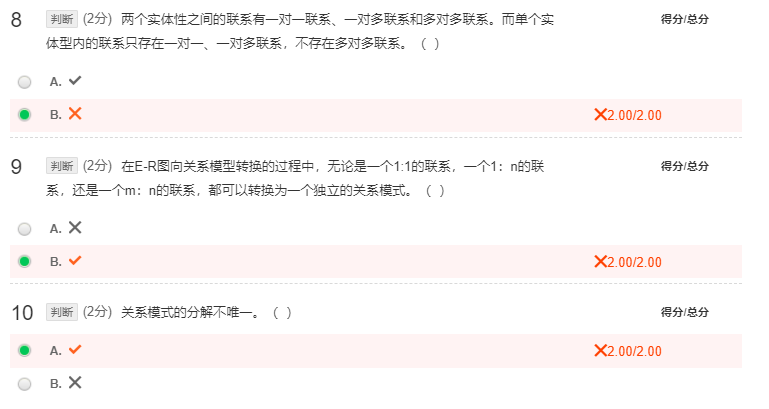 8 判断 (2分) 两个实体性之间的联系有一对一联系、一对多联系和多对多联系。而单个实 得分/总分
体型内的联系只存在一对一、一对多联系，不存在多对多联系。（ ）
A. ✓
B. ✕ ✕2.00/2.00
9 判断 (2分) 在E-R图向关系模型转换的过程中，无论是一个1:1的联系，一个1：n的联 得分/总分
系，还是一个m：n的联系，都可以转换为一个独立的关系模式。（ ）
A. ✕
B. ✓ ✕2.00/2.00
10 判断 (2分) 关系模式的分解不唯一。（ ） 得分/总分
A. ✓ ✕2.00/2.00
B. ✕